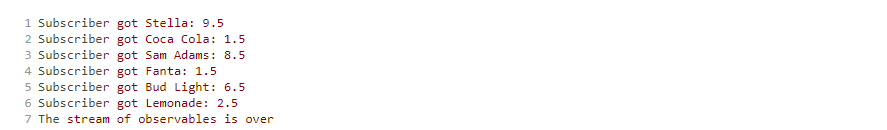 1 Subscriber got Stella: 9.5
2 Subscriber got Coca Cola: 1.5
3 Subscriber got Sam Adams: 8.5
4 Subscriber got Fanta: 1.5
5 Subscriber got Bud Light: 6.5
6 Subscriber got Lemonade: 2.5
7 The stream of observables is over